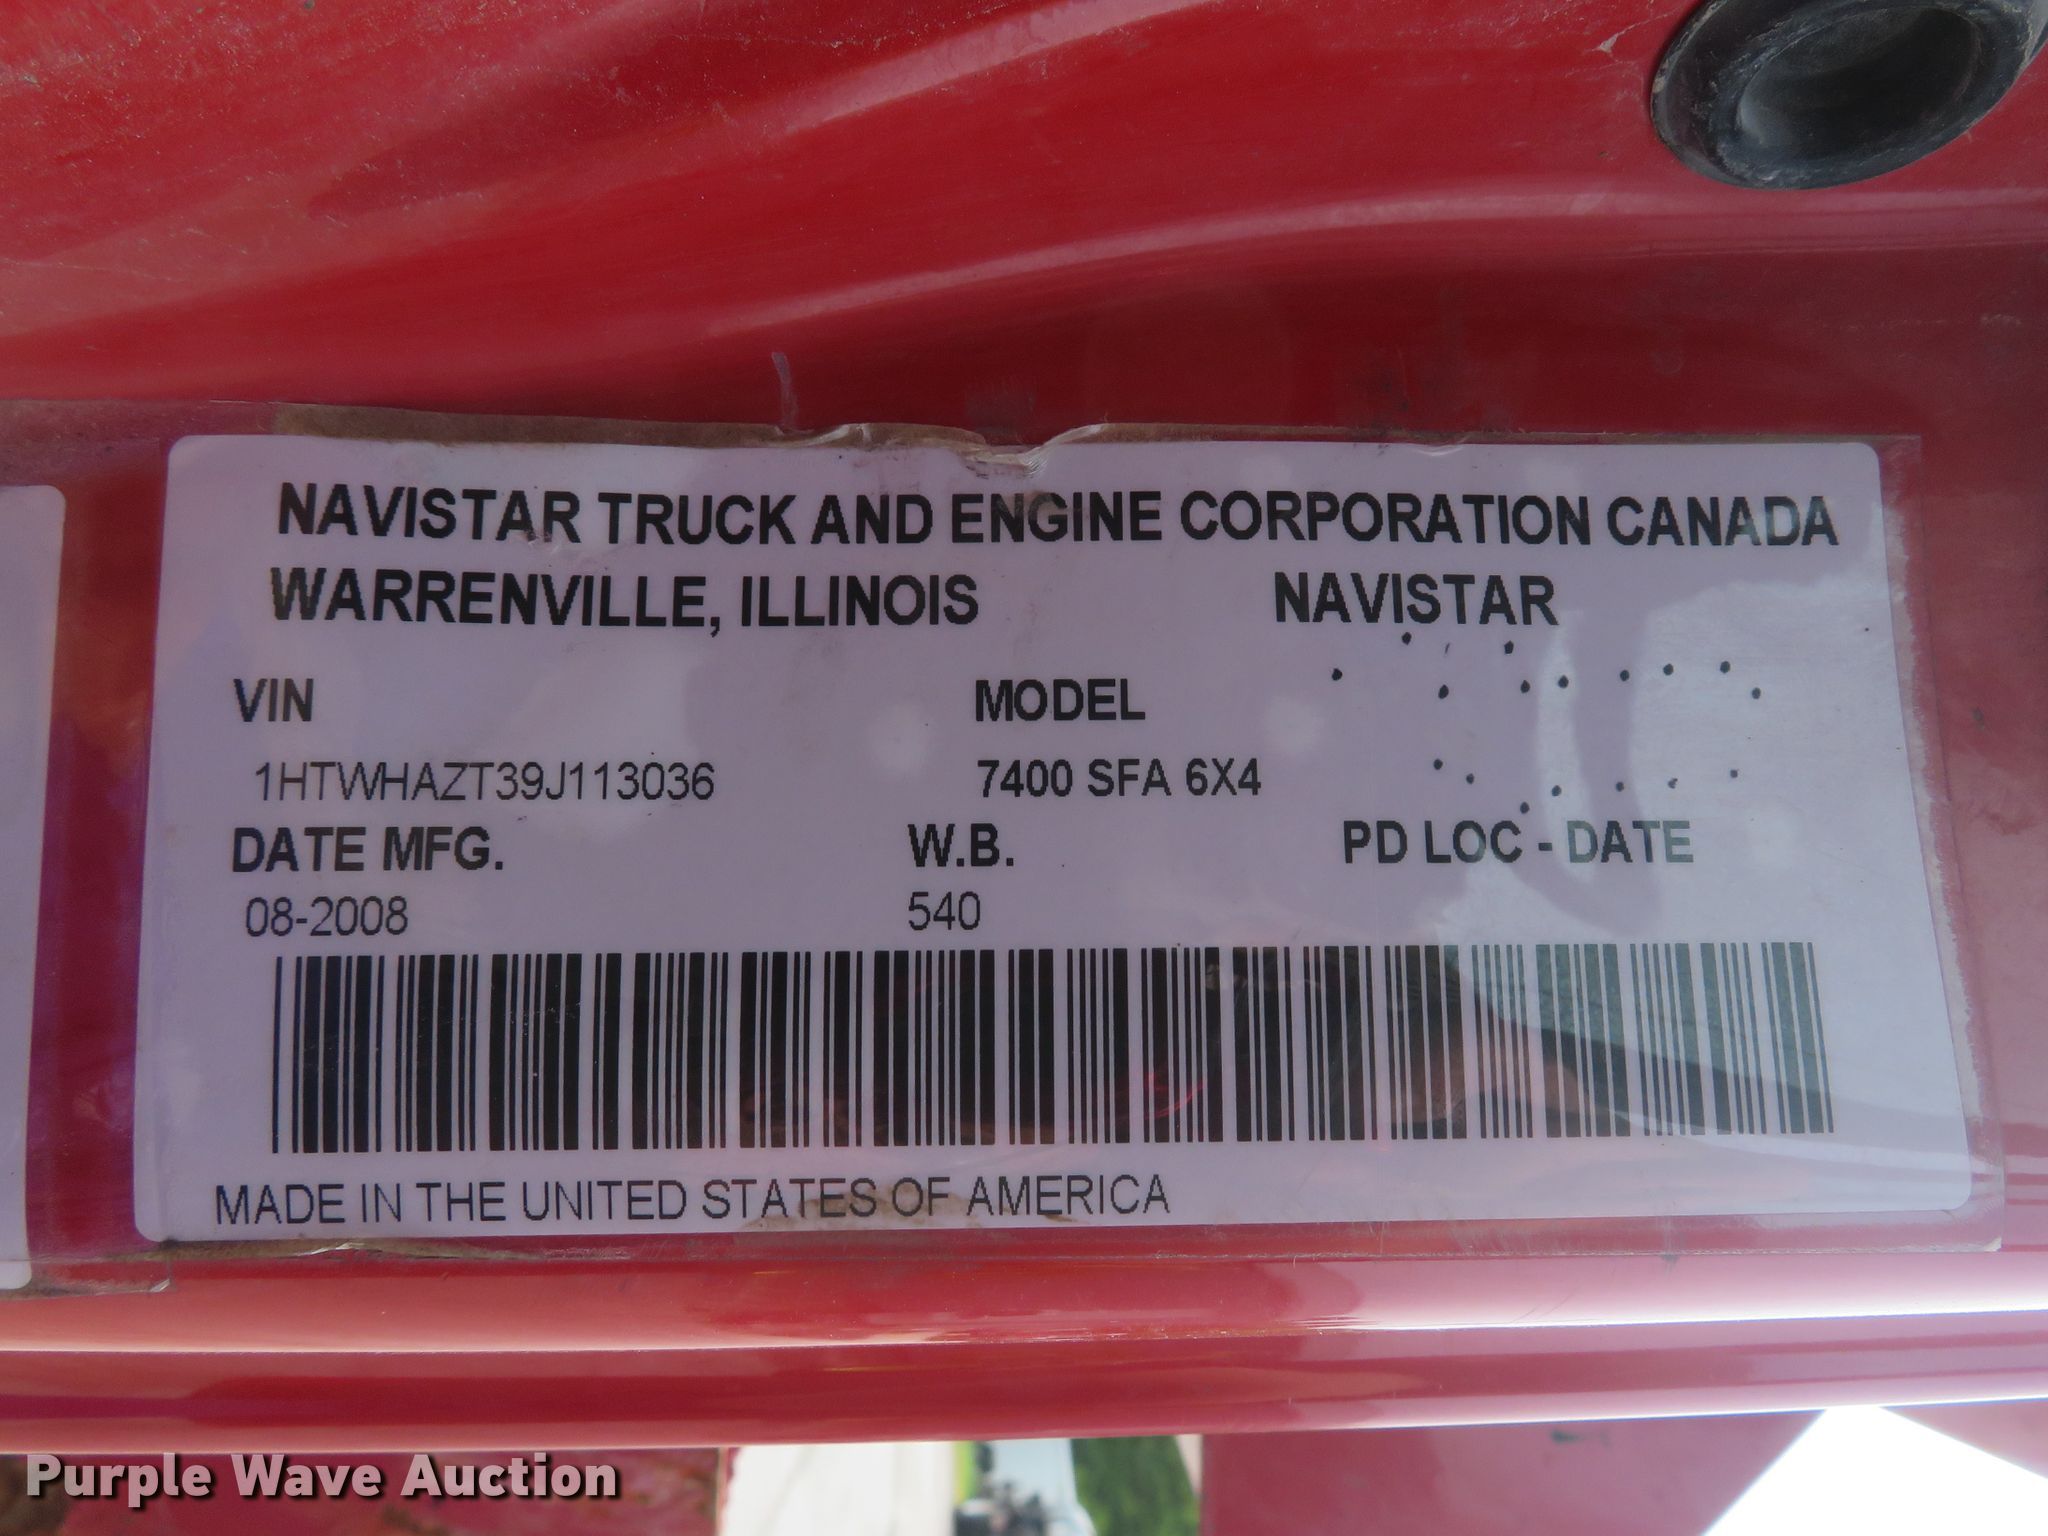 NAVISTAR TRUCK AND ENGINE CORPORATION CANADA
WARRENVILLE, ILLINOIS NAVISTAR
VIN MODEL
1HTWHAZT39J113036 7400 SFA 6X4
DATE MFG. W.B. PD LOC - DATE
08-2008 540
MADE IN THE UNITED STATES OF AMERICA
Purple Wave Auction